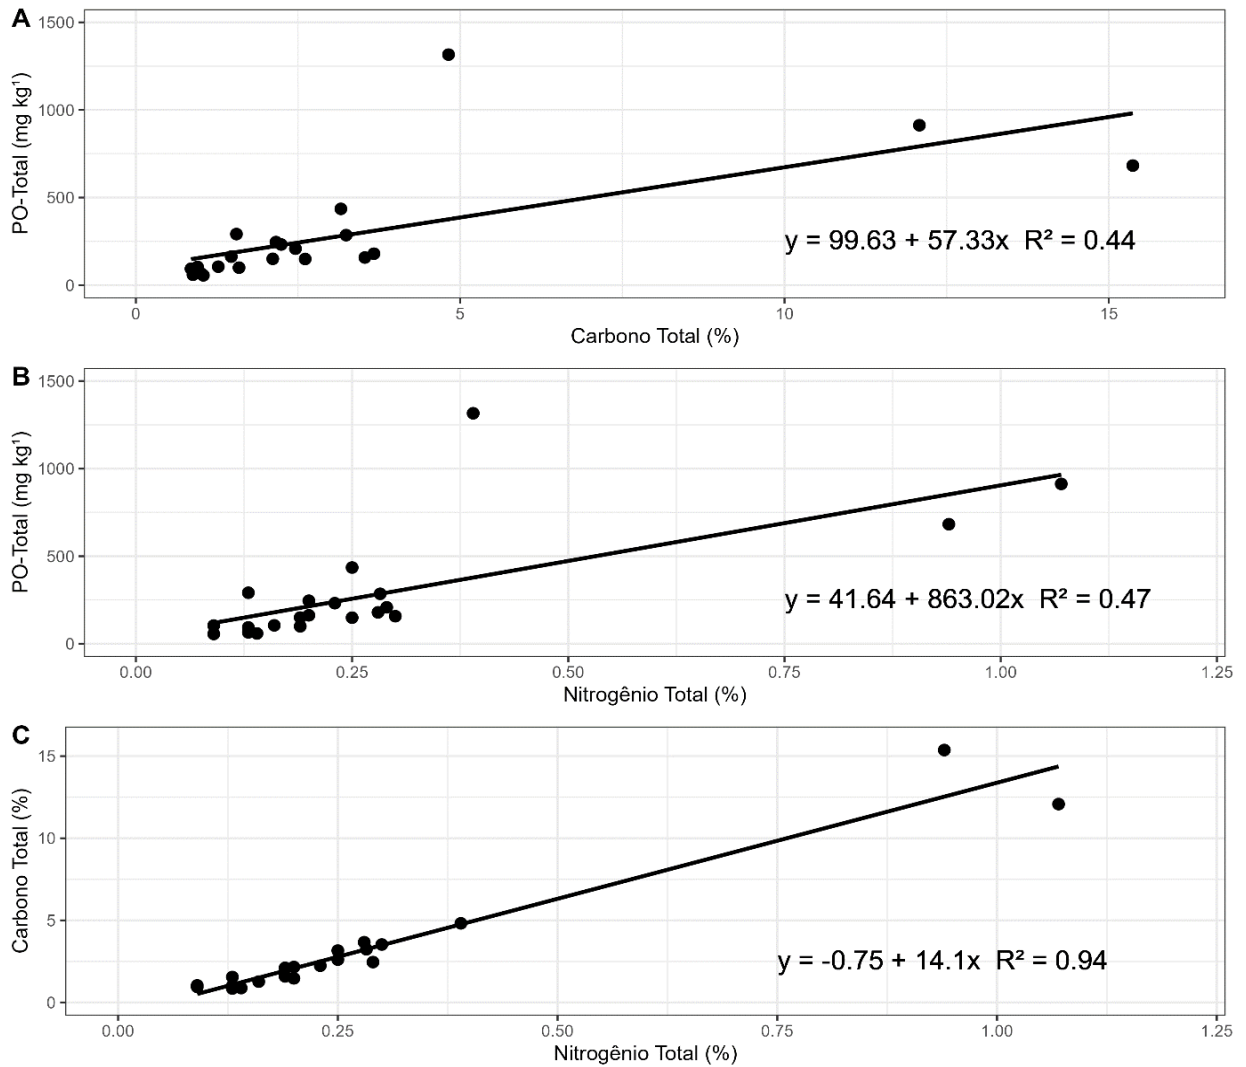 A
1500
1000
500
0
PO-Total (mg kg¹)
y = 99.63 + 57.33x R² = 0.44
0 5 10 15
Carbono Total (%)
B
1500
1000
500
0
PO-Total (mg kg¹)
y = 41.64 + 863.02x R² = 0.47
0.00 0.25 0.50 0.75 1.00 1.25
Nitrogênio Total (%)
C
15
10
5
0
Carbono Total (%)
y = -0.75 + 14.1x R² = 0.94
0.00 0.25 0.50 0.75 1.00 1.25
Nitrogênio Total (%)